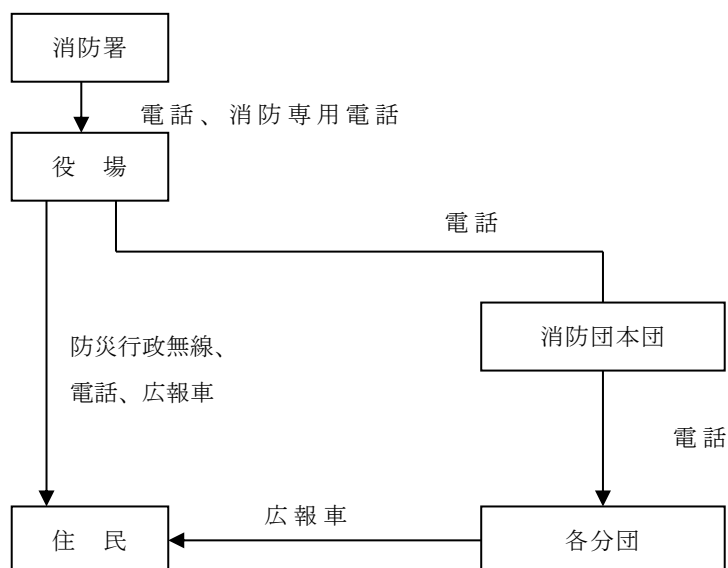 消防署
電話、消防専用電話
役　場
電話
消防団本団
防災行政無線、
電話、広報車
電話
広報車
住　民
各分団